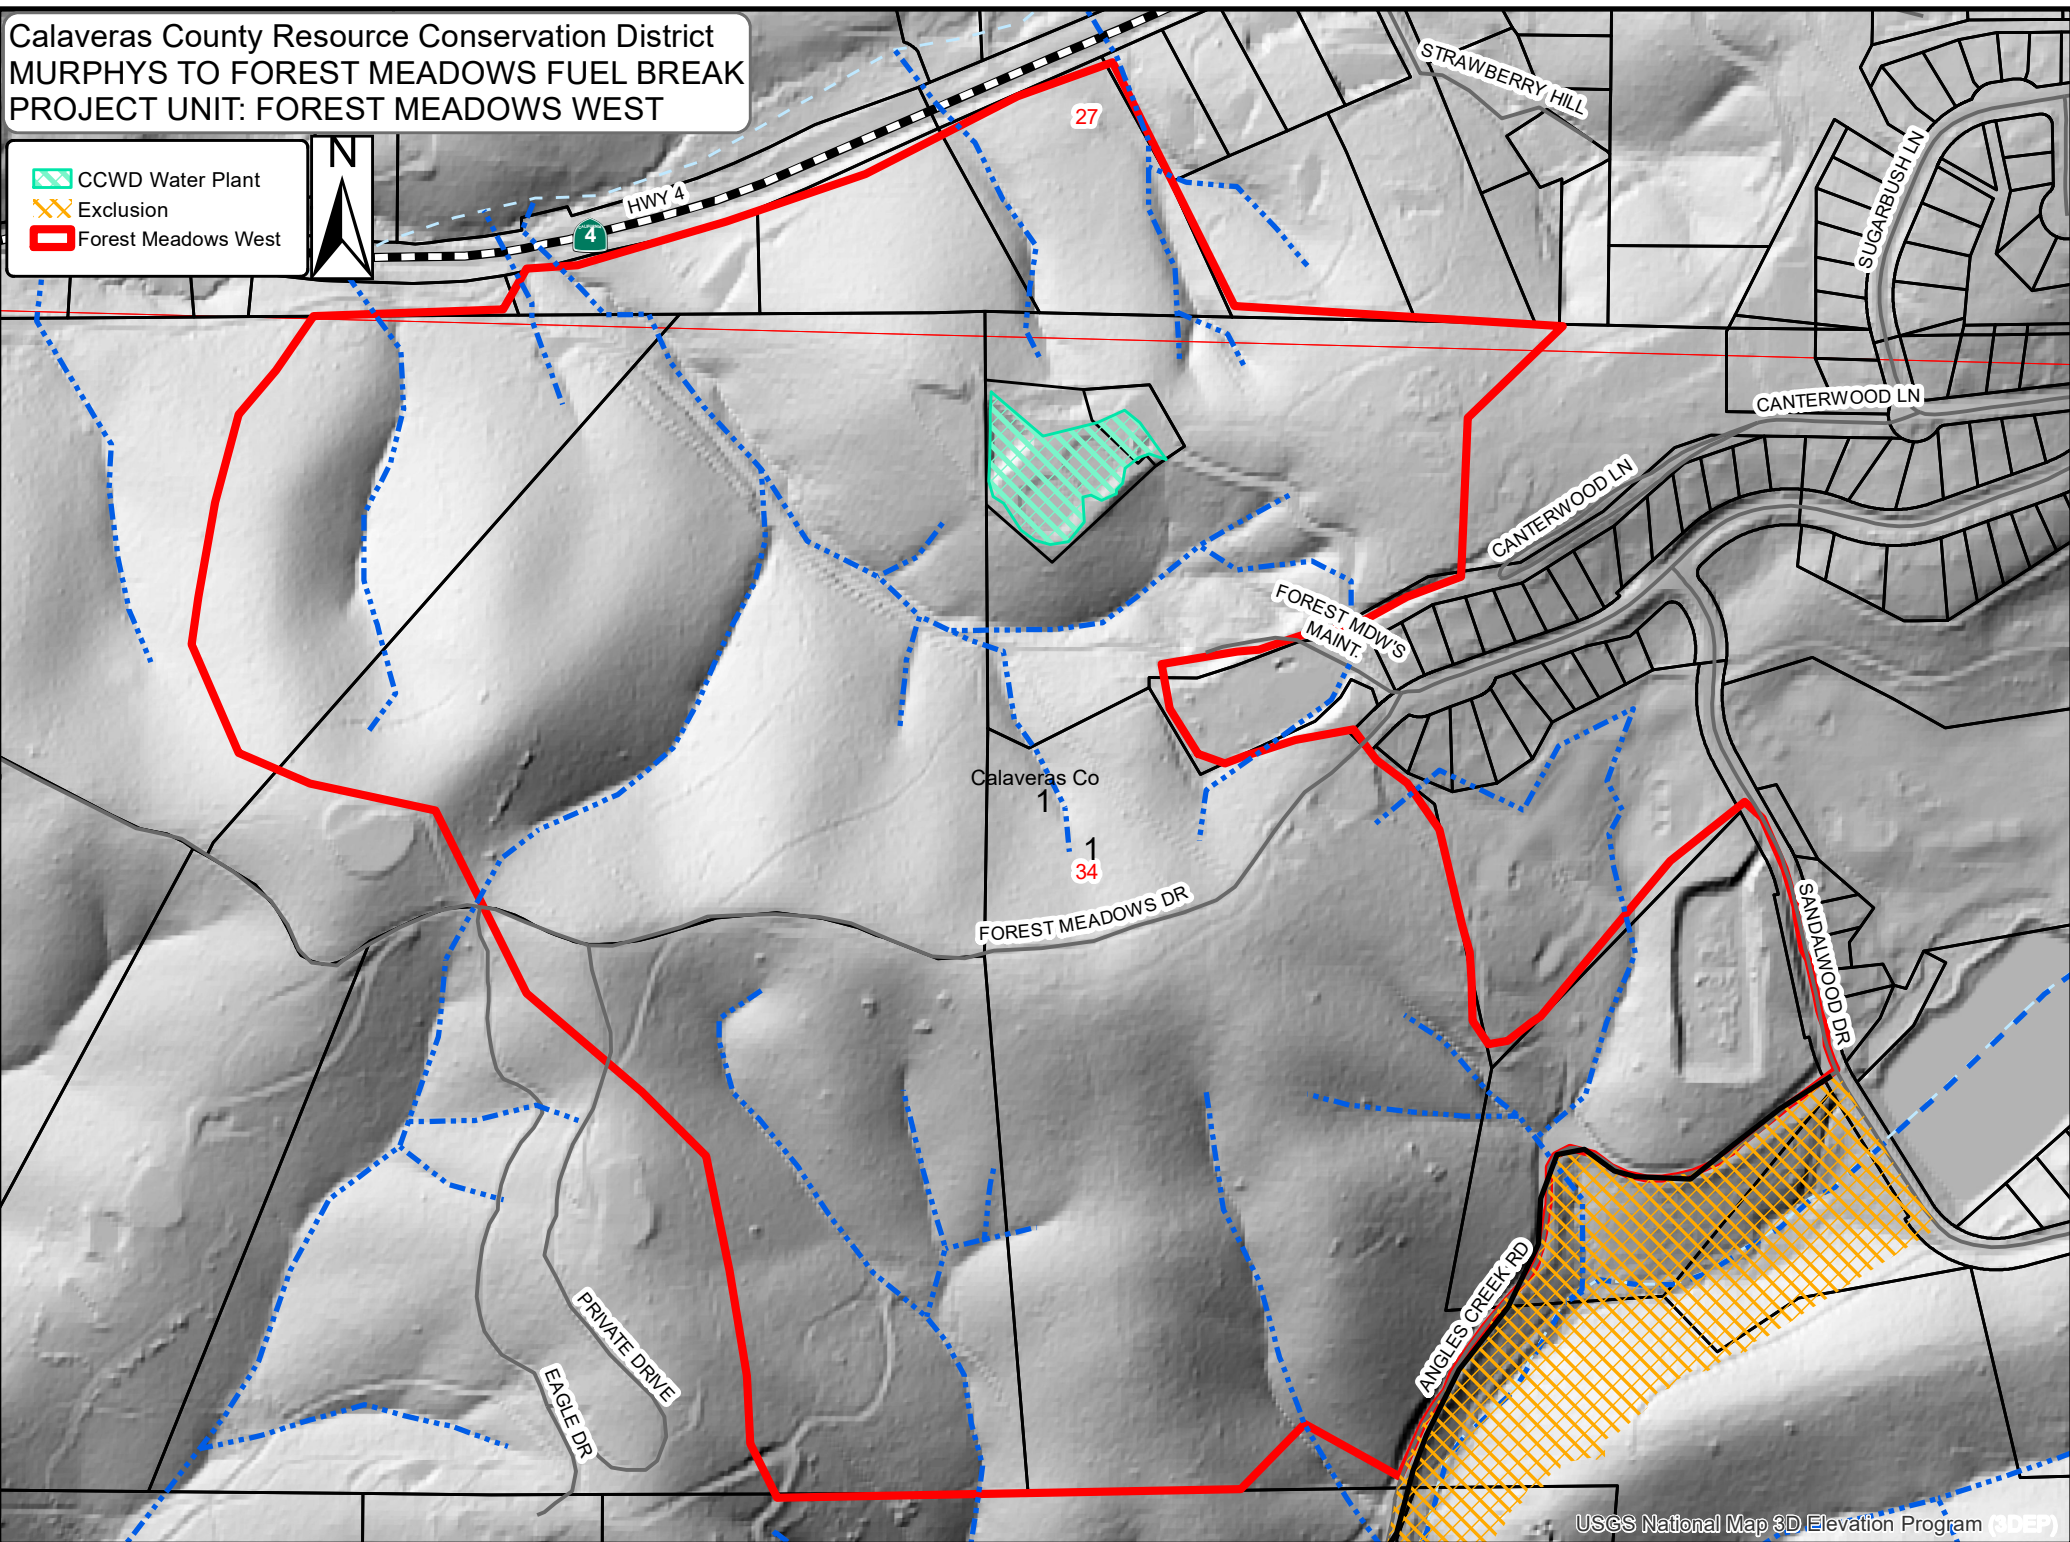 Calaveras County Resource Conservation District
MURPHYS TO FOREST MEADOWS FUEL BREAK
PROJECT UNIT: FOREST MEADOWS WEST
N
CCWD Water Plant
Exclusion
Forest Meadows West
HWY 4
4
27
STRAWBERRY HILL
SUGARBUSH LN
CANTERWOOD LN
CANTERWOOD LN
FOREST MDW'S
MAINT.
Calaveras Co
1
1
34
FOREST MEADOWS DR
SANDALWOOD DR
ANGLES CREEK RD
PRIVATE DRIVE
EAGLE DR
USGS National Map 3D Elevation Program (3DEP)